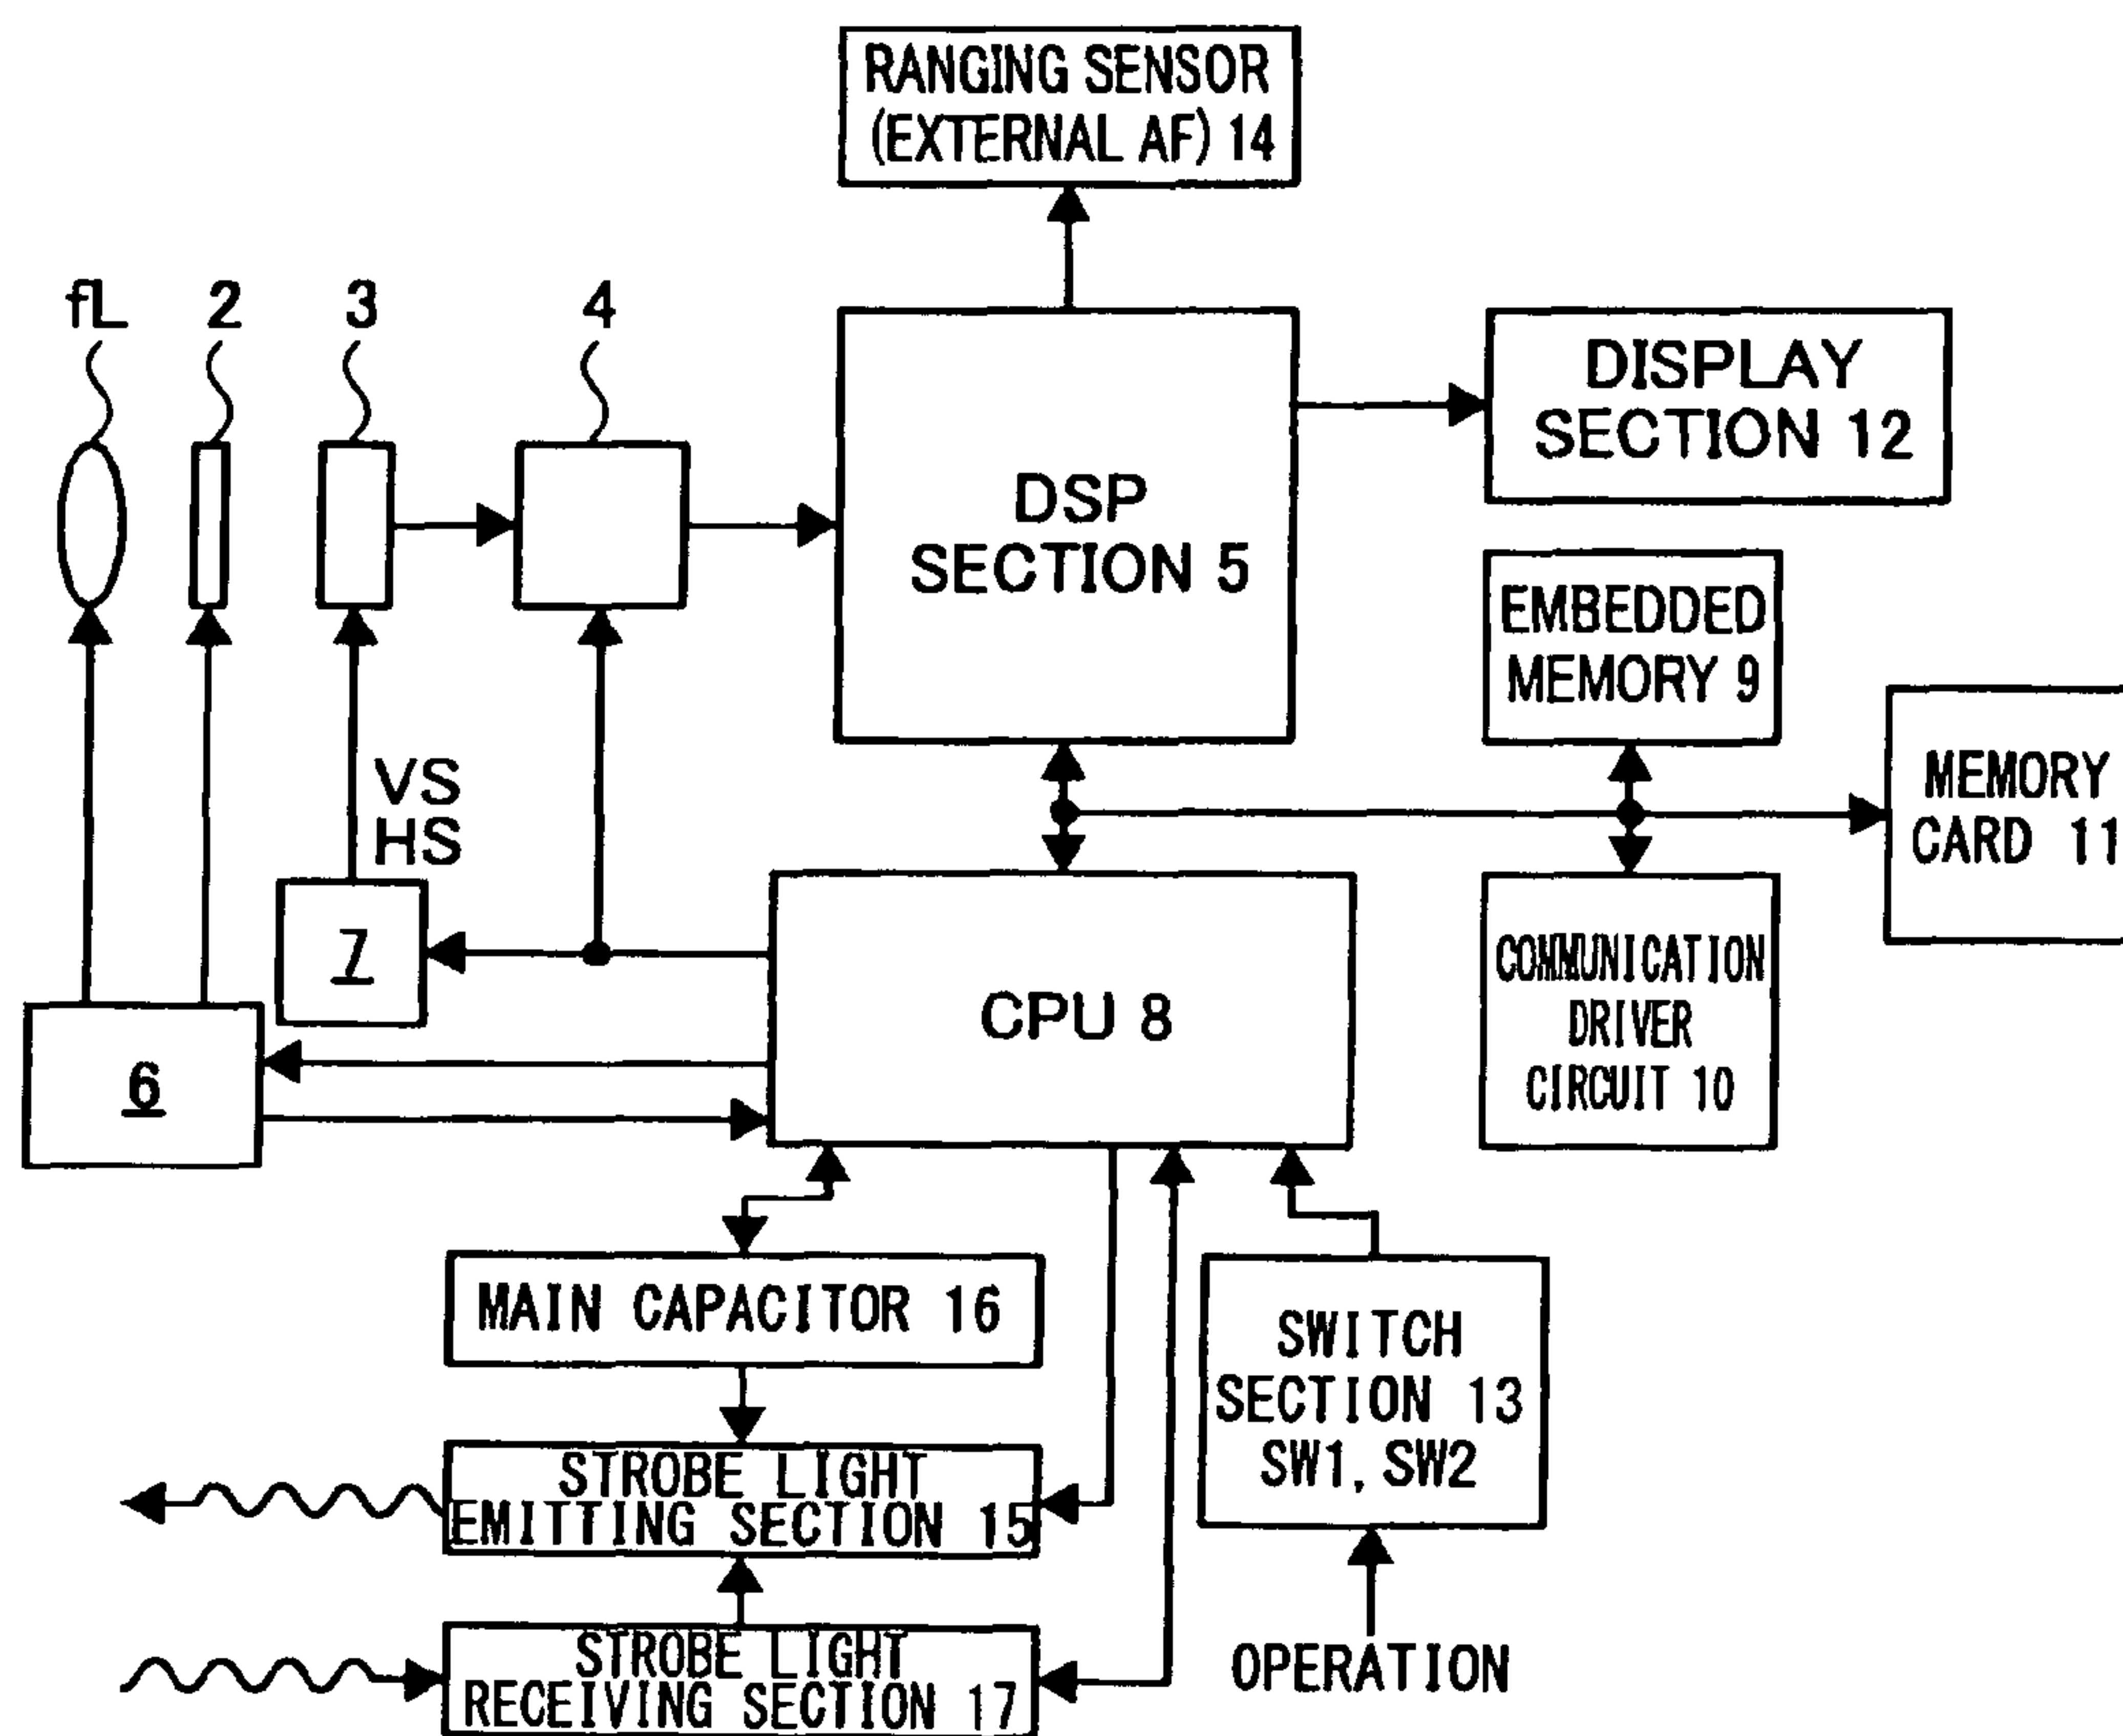 RANGING SENSOR
(EXTERNAL AF) 14
fL
2
3
4
DSP
SECTION 5
DISPLAY
SECTION 12
EMBEDDED
MEMORY 9
MEMORY
CARD 11
VS
HS
7
6
CPU 8
COMMUNICATION
DRIVER
CIRCUIT 10
MAIN CAPACITOR 16
SWITCH
SECTION 13
SW1, SW2
STROBE LIGHT
EMITTING SECTION 15
STROBE LIGHT
RECEIVING SECTION 17
OPERATION